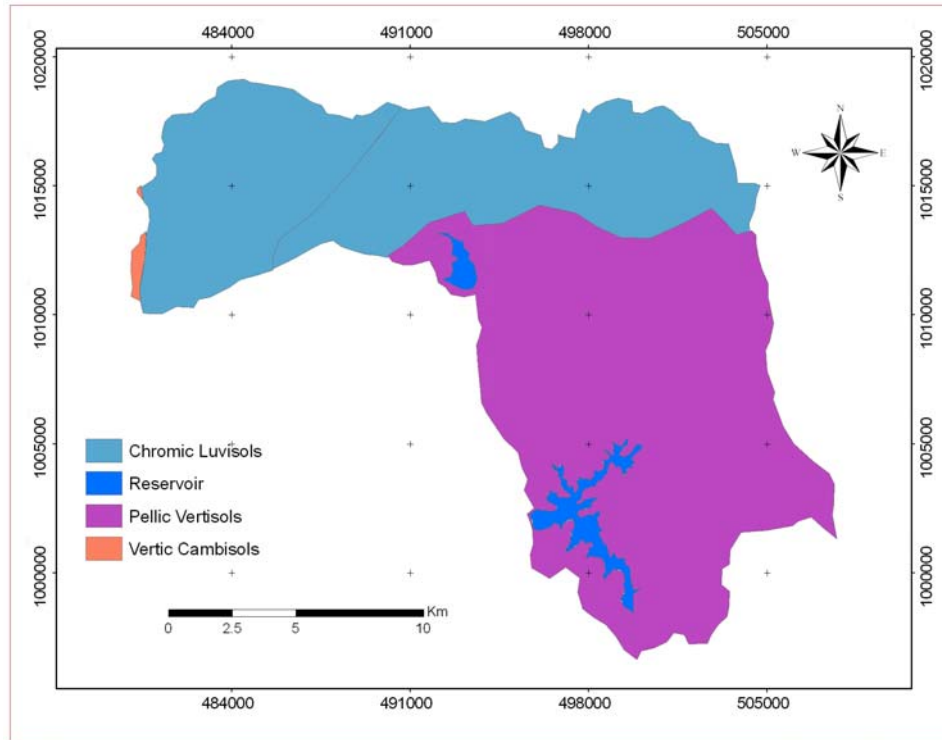 484000 491000 498000 505000
1020000 1020000
N
W E
S
1015000 1015000
1010000 1010000
1005000 1005000
Chromic Luvisols
Reservoir
Pellic Vertisols
Vertic Cambisols
1000000 1000000
Km
0 2.5 5 10
484000 491000 498000 505000